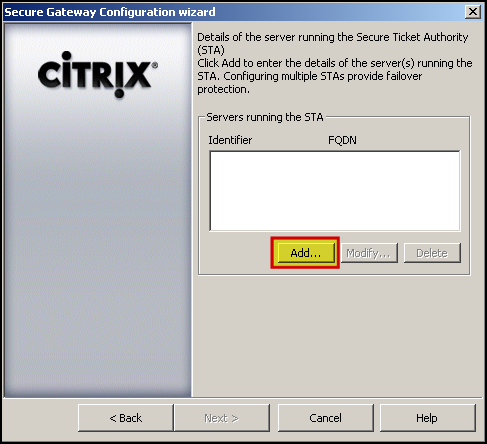 Secure Gateway Configuration wizard
CITRIX®
Details of the server running the Secure Ticket Authority
(STA)
Click Add to enter the details of the server(s) running the
STA. Configuring multiple STAs provide failover
protection.
Servers running the STA
Identifier FQDN
Add... Modify... Delete
< Back Next > Cancel Help